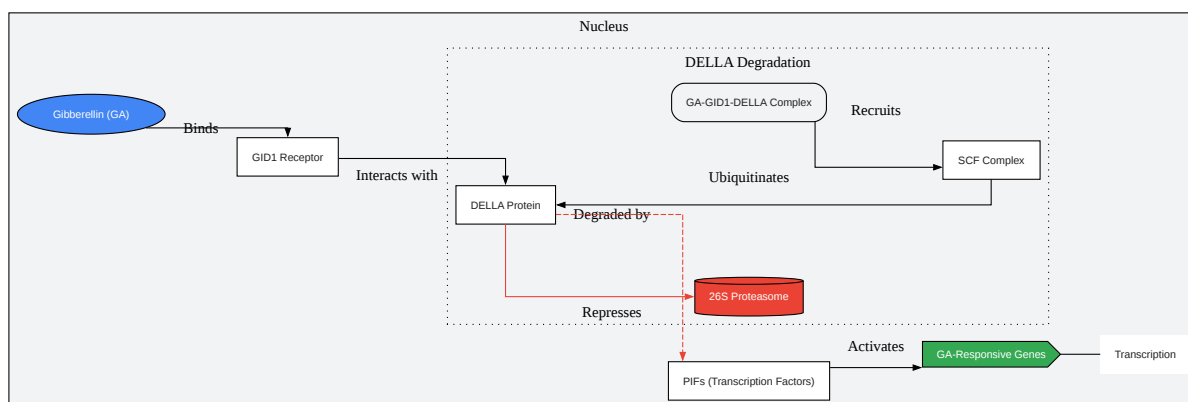 Nucleus
DELLA Degradation
Gibberellin (GA)
Binds
GID1 Receptor
Interacts with
GA-GID1-DELLA Complex
Recruits
SCF Complex
Ubiquitinates
DELLA Protein
Degraded by
26S Proteasome
Represses
PIFs (Transcription Factors)
Activates
GA-Responsive Genes
Transcription